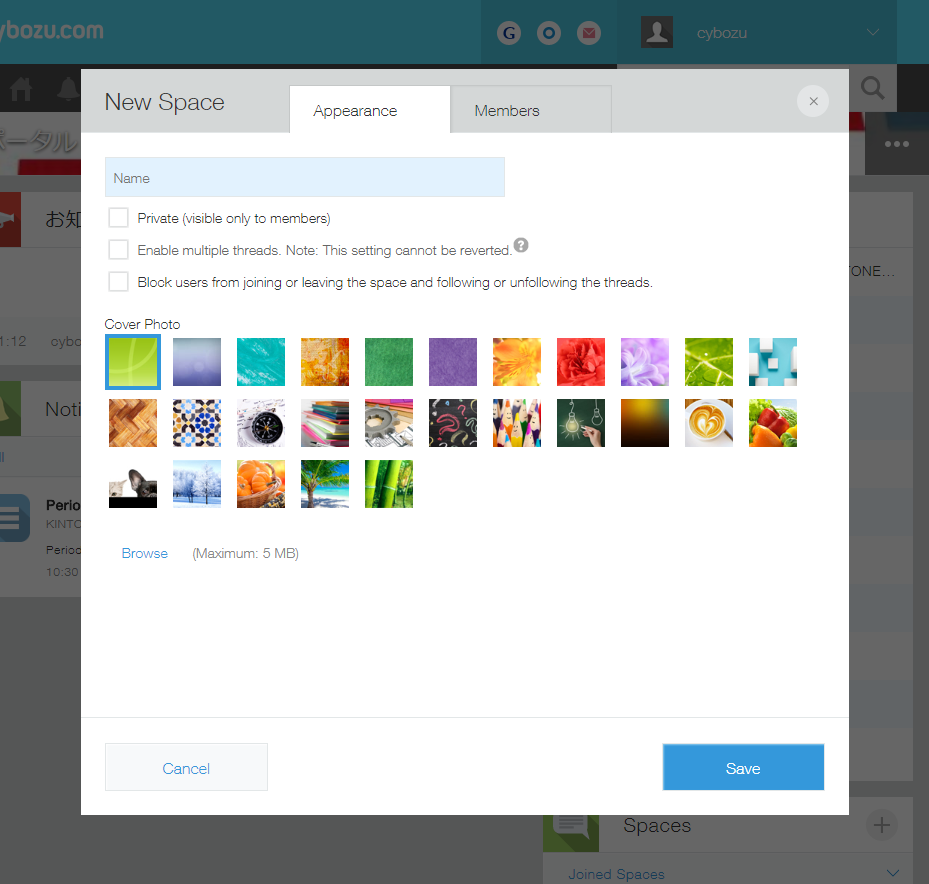 cybozu.com
G
cybozu
New Space
Appearance
Members
×
ポータル
•••
Name
Private (visible only to members)
Enable multiple threads. Note: This setting cannot be reverted.
?
Block users from joining or leaving the space and following or unfollowing the threads.
お知
ONE...
1:12 cybo
Cover Photo
Noti
Perio
KINTO
Period
10:30
Browse (Maximum: 5 MB)
Cancel
Save
Spaces
Joined Spaces